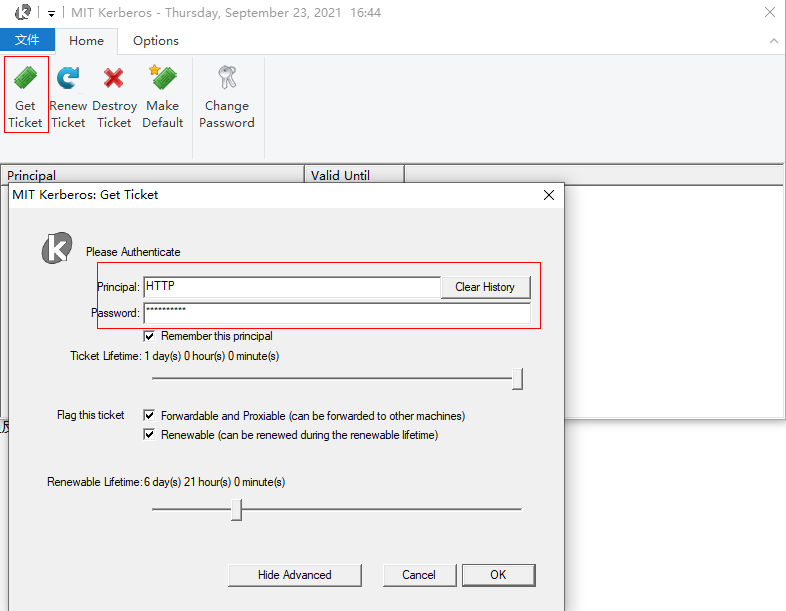 MIT Kerberos - Thursday, September 23, 2021 16:44
文件 Home Options
Get Ticket
Renew Ticket
Destroy Ticket
Make Default
Change Password
Principal Valid Until
MIT Kerberos: Get Ticket
Please Authenticate
Principal: HTTP Clear History
Password: **********
Remember this principal
Ticket Lifetime: 1 day(s) 0 hour(s) 0 minute(s)
Flag this ticket Forwardable and Proxiable (can be forwarded to other machines)
Renewable (can be renewed during the renewable lifetime)
Renewable Lifetime: 6 day(s) 21 hour(s) 0 minute(s)
Hide Advanced Cancel OK